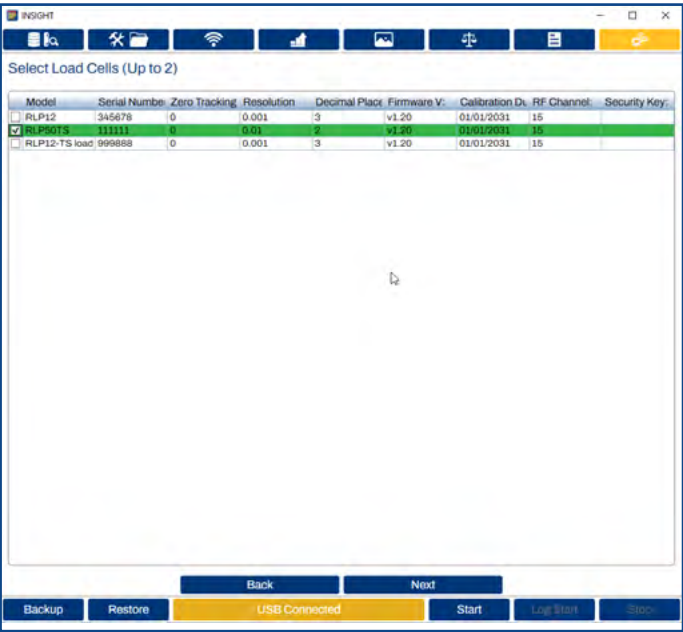 INSIGHT
Select Load Cells (Up to 2)
Model Serial Numbe Zero Tracking Resolution Decimal Place Firmware V: Calibration Du RF Channel: Security Key:
RLP12 345678 0 0.001 3 v1.20 01/01/2031 15
RLP50TS 111111 0 0.01 2 v1.20 01/01/2031 15
RLP12-TS load 999888 0 0.001 3 v1.20 01/01/2031 15
Back Next
Backup Restore USB Connected Start Log Start Stop